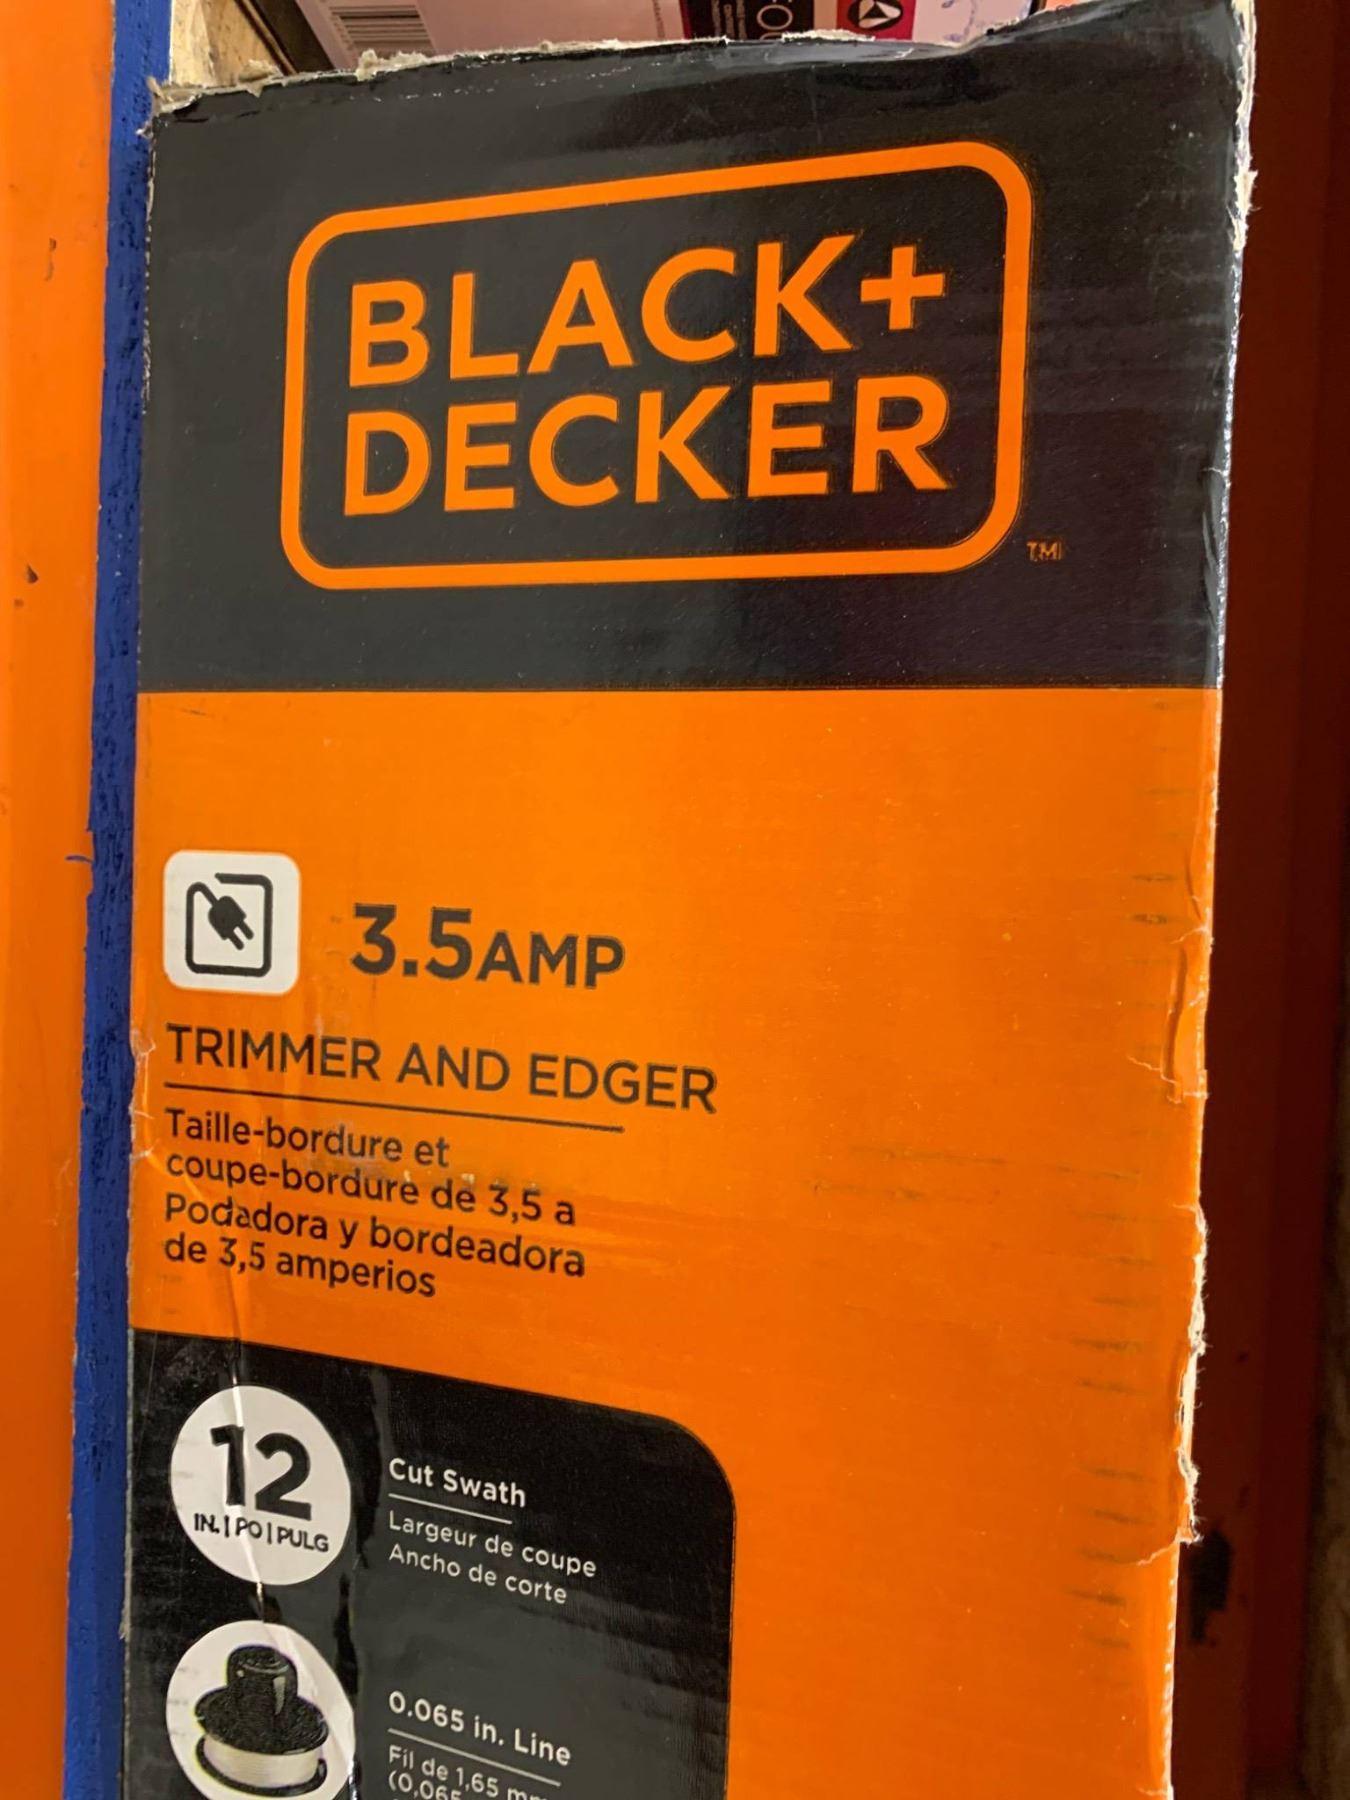 BLACK+
DECKER
TM
3.5AMP
TRIMMER AND EDGER
Taille-bordure et
coupe-bordure de 3,5 a
Podadora y bordeadora
de 3,5 amperios
12
IN. | PO | PULG
Cut Swath
Largeur de coupe
Ancho de corte
0.065 in. Line
Fil de 1,65
(0,065